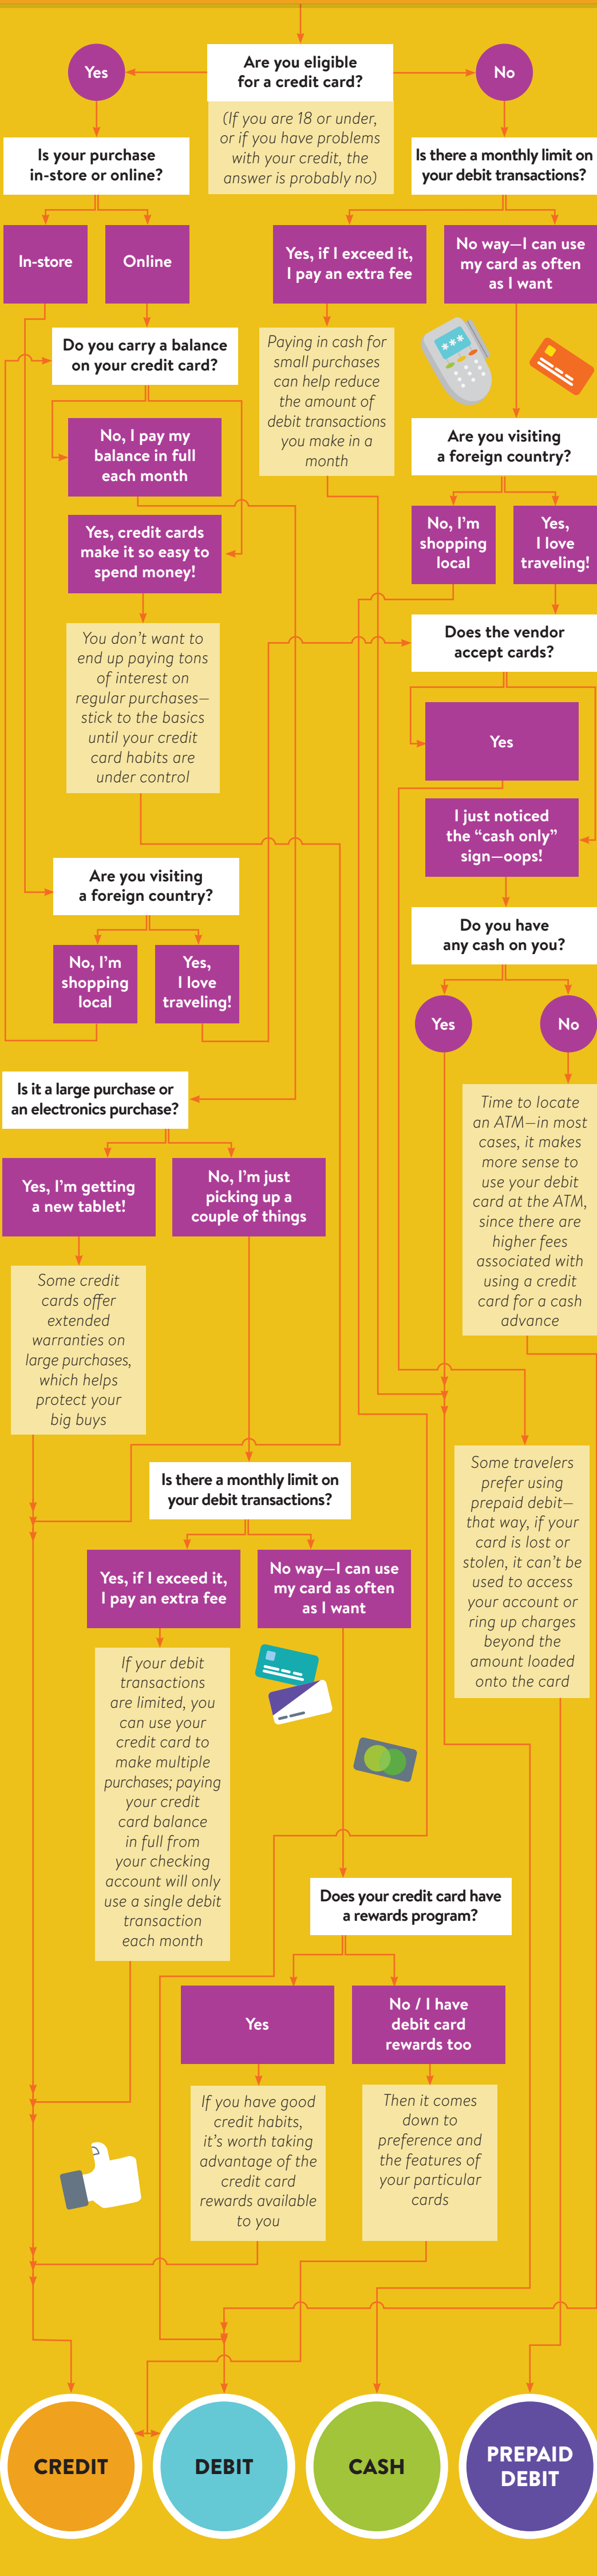 Are you eligible
for a credit card?
Yes
No
(If you are 18 or under,
or if you have problems
with your credit, the
answer is probably no)
Is your purchase
in-store or online?
Is there a monthly limit on
your debit transactions?
In-store
Online
Yes, if I exceed it,
I pay an extra fee
No way—I can use
my card as often
as I want
Do you carry a balance
on your credit card?
Paying in cash for
small purchases
can help reduce
the amount of
debit transactions
you make in a
month
***
No, I pay my
balance in full
each month
Are you visiting
a foreign country?
Yes, credit cards
make it so easy to
spend money!
No, I'm
shopping
local
Yes,
I love
traveling!
You don't want to
end up paying tons
of interest on
regular purchases—
stick to the basics
until your credit
card habits are
under control
Does the vendor
accept cards?
Yes
I just noticed
the “cash only”
sign—oops!
Are you visiting
a foreign country?
Do you have
any cash on you?
No, I'm
shopping
local
Yes,
I love
traveling!
Yes
No
Is it a large purchase or
an electronics purchase?
Time to locate
an ATM—in most
cases, it makes
more sense to
use your debit
card at the ATM,
since there are
higher fees
associated with
using a credit
card for a cash
advance
Yes, I'm getting
a new tablet!
No, I'm just
picking up a
couple of things
Some credit
cards offer
extended
warranties on
large purchases,
which helps
protect your
big buys
Is there a monthly limit on
your debit transactions?
Some travelers
prefer using
prepaid debit—
that way, if your
card is lost or
stolen, it can't be
used to access
your account or
ring up charges
beyond the
amount loaded
onto the card
Yes, if I exceed it,
I pay an extra fee
No way—I can use
my card as often
as I want
If your debit
transactions
are limited, you
can use your
credit card to
make multiple
purchases; paying
your credit
card balance
in full from
your checking
account will only
use a single debit
transaction
each month
Does your credit card have
a rewards program?
Yes
No / I have
debit card
rewards too
If you have good
credit habits,
it's worth taking
advantage of the
credit card
rewards available
to you
Then it comes
down to
preference and
the features of
your particular
cards
CREDIT
DEBIT
CASH
PREPAID
DEBIT